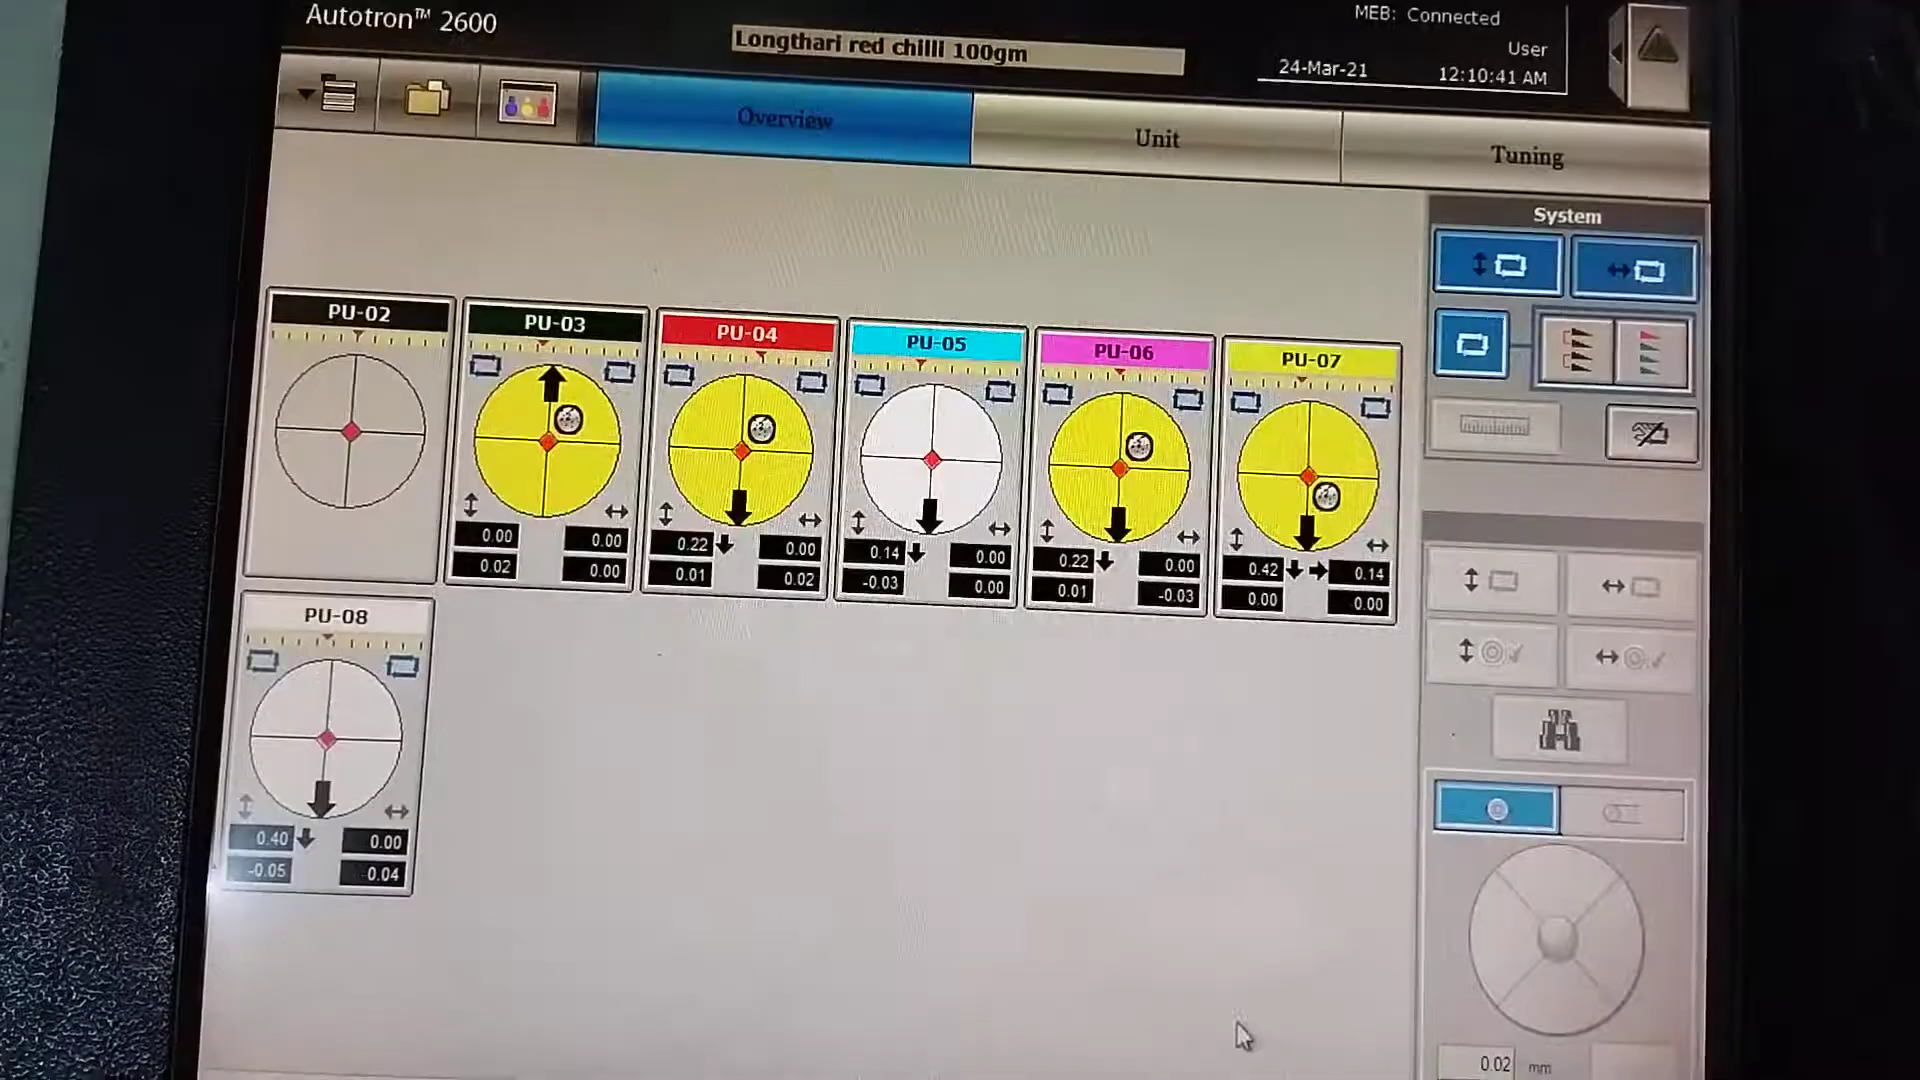 Autotron™ 2600
Longthari red chilli 100gm
MEB: Connected
User
24-Mar-21 12:10:41 AM
Overview
Unit
Tuning
System
PU-02
PU-03
0.00 0.00
0.02 0.00
PU-04
0.22 0.00
0.01 0.02
PU-05
0.14 0.00
-0.03 0.00
PU-06
0.22 0.00
0.01 -0.03
PU-07
0.42 0.14
0.00 0.00
PU-08
0.40 0.00
-0.05 -0.04
0.02 mm